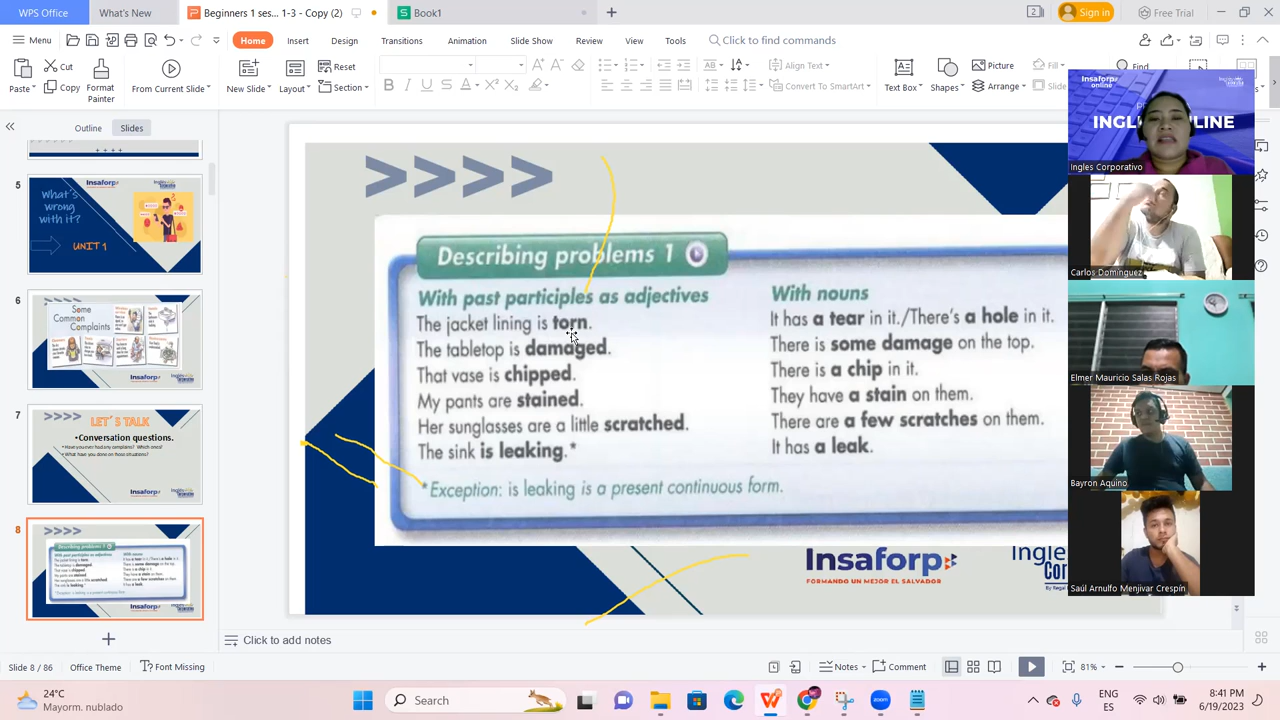 WPS Office
What's New
Beginners 1 ses... 1-3 - Copy (2)
Book1
Sign in
Free Trial
Menu
Home
Insert
Design
Transitions
Animation
Slide Show
Review
View
Tools
Click to find commands
Paste
Cut
Copy
Format Painter
From Current Slide
New Slide
Layout
Reset
Section
Align Text
Convert To SmartArt
Text Box
Shapes
Picture
Arrange
Fill
Find
Outline
Slides
5
What's wrong with it?
UNIT 1
6
Some Common Complaints
7
LET´S TALK
•Conversation questions.
8
Describing problems 1
With past participles as adjectives
The jacket lining is torn.
The tabletop is damaged.
That vase is chipped.
My pants are stained.
er sunglasses are a little scratched.
The sink is leaking.*
Exception: is leaking is a present continuous form.
With nouns
It has a tear in it./There's a hole in it.
There is some damage on the top.
There is a chip in it.
They have a stain on them.
There are a few scratches on them.
It has a leak.
insaforp
FORMANDO UN MEJOR EL SALVADOR
Ingles Corporativo
Carlos Dominguez
Elmer Mauricio Salas Rojas
Bayron Aquino
Saúl Arnulfo Menjivar Crespín
Click to add notes
Slide 8 / 86
Office Theme
Font Missing
Notes
Comment
81%
24°C
Mayorm. nublado
Search
ENG
ES
8:41 PM
6/19/2023